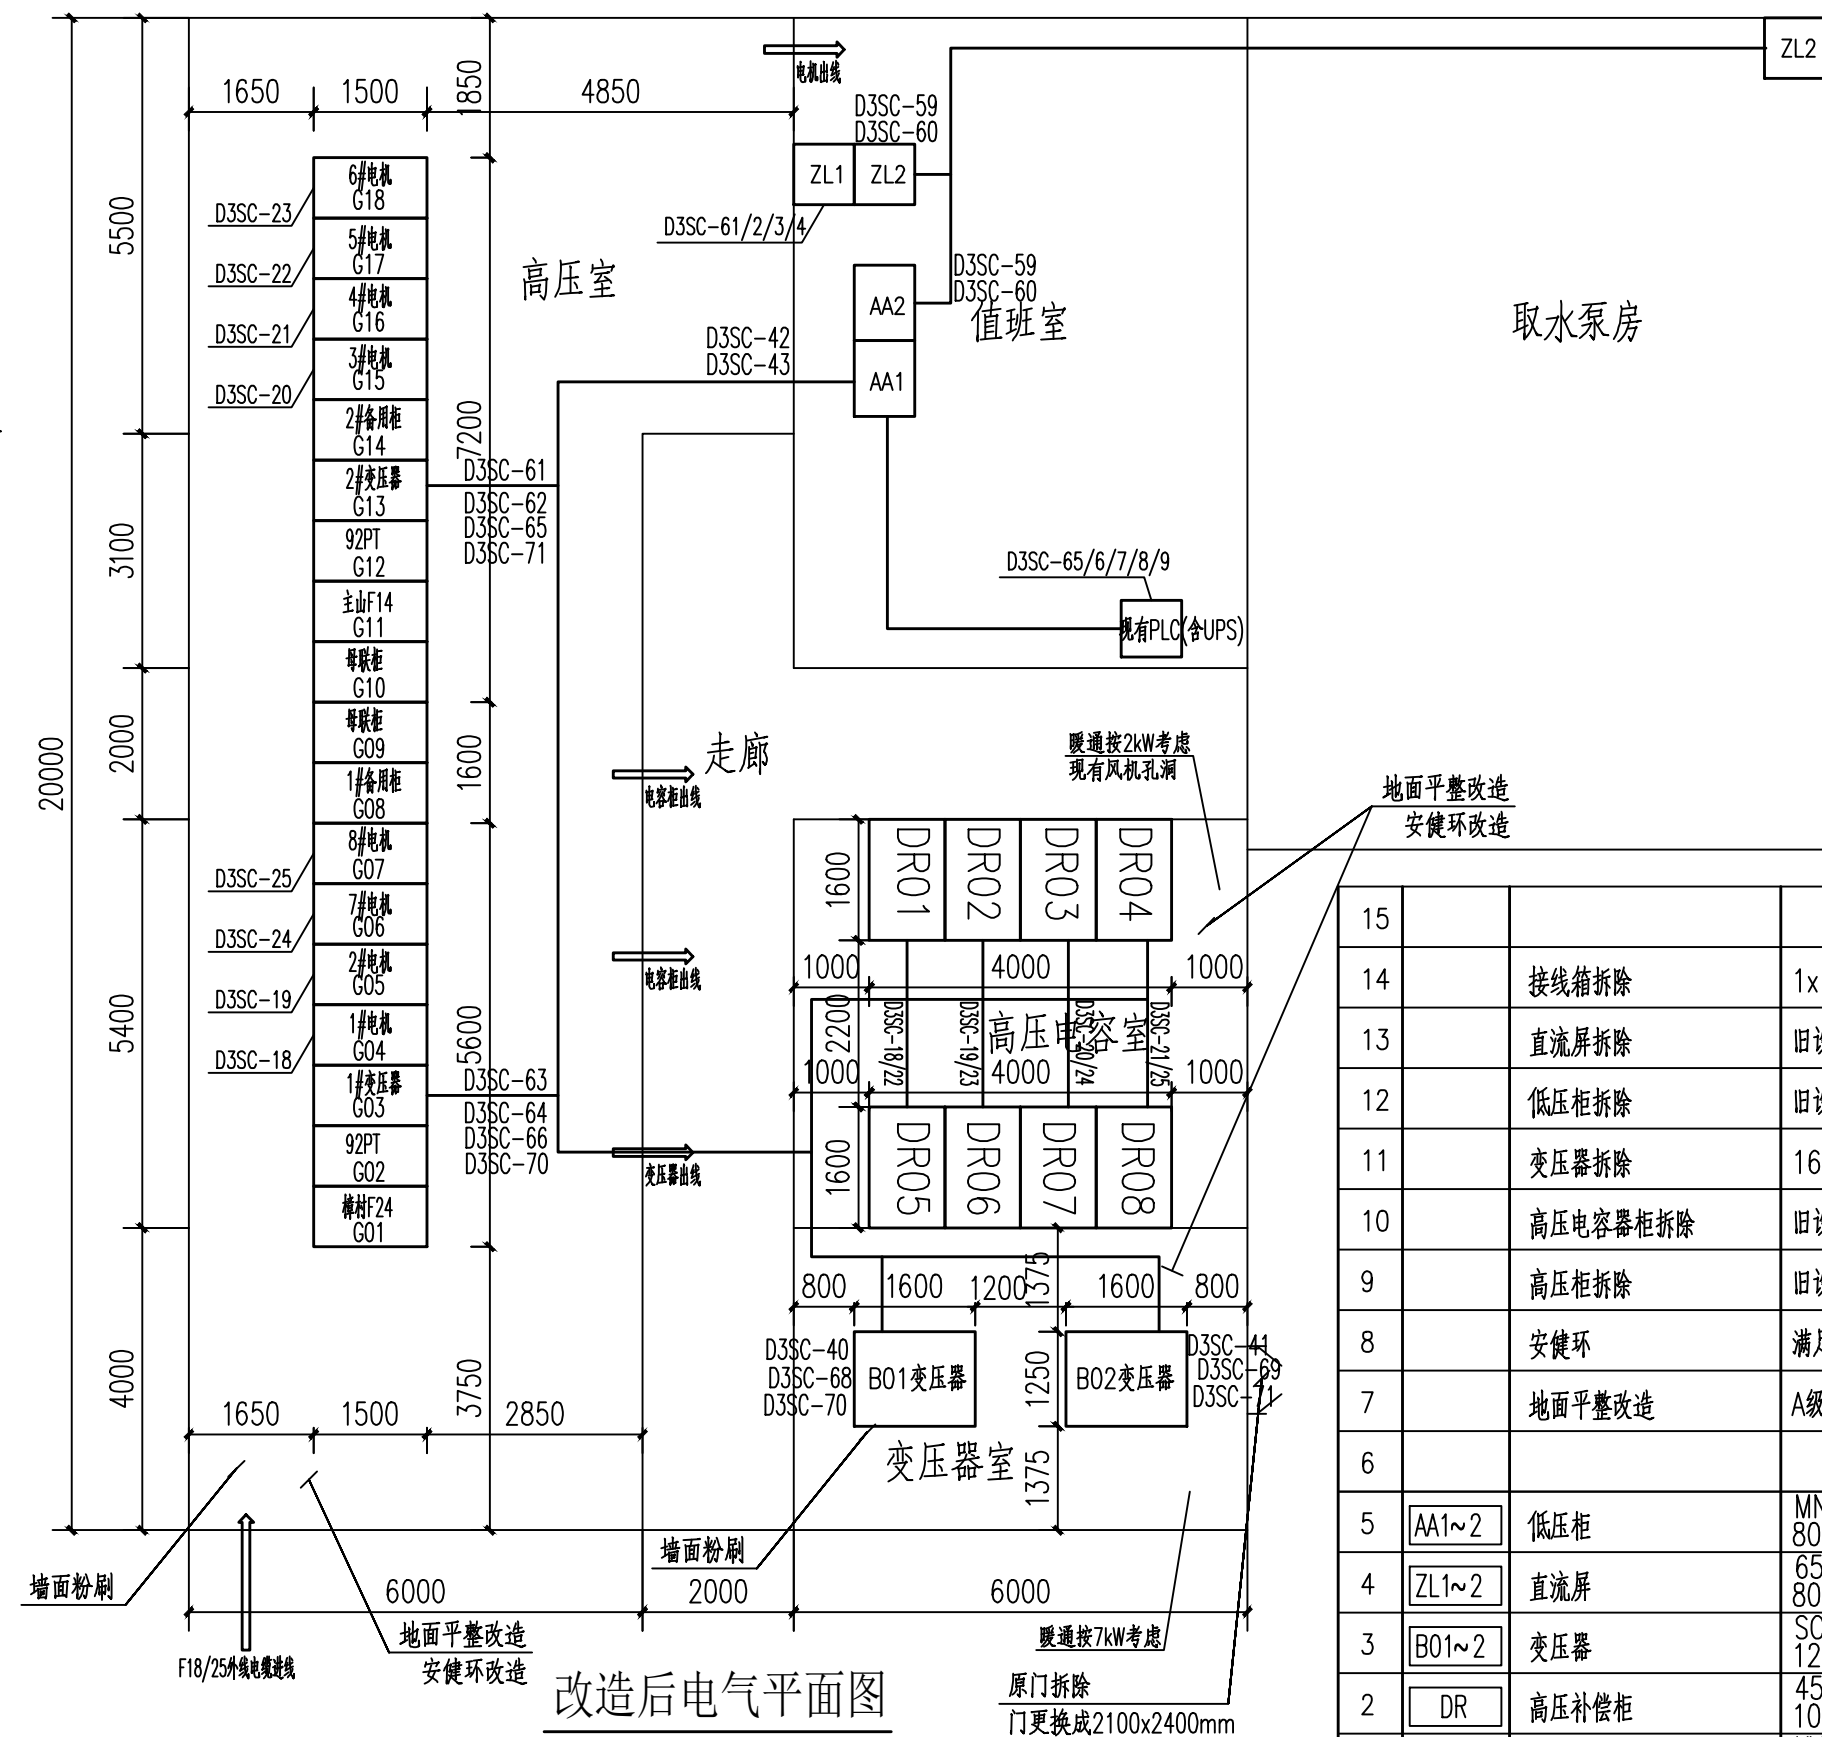 电机出线
ZL2
1650
1500
4850
1850
D3SC-59
D3SC-60
ZL1
ZL2
D3SC-61/2/3/4
5500
3100
2000
5400
4000
20000
6#电机
G18
D3SC-23
5#电机
G17
D3SC-22
4#电机
G16
D3SC-21
3#电机
G15
D3SC-20
2#备用柜
G14
2#变压器
G13
92PT
G12
主山F14
G11
母联柜
G10
母联柜
G09
1#备用柜
G08
8#电机
G07
D3SC-25
7#电机
G06
D3SC-24
2#电机
G05
D3SC-19
1#电机
G04
D3SC-18
1#变压器
G03
92PT
G02
樟村F24
G01
高压室
7200
1600
5600
3750
D3SC-61
D3SC-62
D3SC-65
D3SC-71
D3SC-63
D3SC-64
D3SC-66
D3SC-70
D3SC-42
D3SC-43
AA2
AA1
D3SC-59
D3SC-60
值班室
取水泵房
D3SC-65/6/7/8/9
现有PLC(含UPS)
走廊
电容柜出线
电容柜出线
变压器出线
暖通按2kW考虑
现有风机孔洞
地面平整改造
安健环改造
DR01
DR02
DR03
DR04
1600
1000
4000
1000
2200
D3SC-18/22
D3SC-19/23
D3SC-20/24
D3SC-21/25
高压电容室
1000
4000
1000
1600
DR05
DR06
DR07
DR08
800
1600
1200
1375
1600
800
D3SC-40
D3SC-68
D3SC-70
B01变压器
1250
B02变压器
D3SC-41
D3SC-69
D3SC-71
变压器室
1375
1650
1500
2850
墙面粉刷
墙面粉刷
6000
2000
6000
地面平整改造
安健环改造
F18/25外线电缆进线
暖通按7kW考虑
原门拆除
门更换成2100x2400mm
改造后电气平面图
15
14 接线箱拆除 1x
13 直流屏拆除 旧
12 低压柜拆除 旧
11 变压器拆除 16
10 高压电容器柜拆除 旧
9 高压柜拆除 旧
8 安健环 满
7 地面平整改造 A级
6
5 AA1~2 低压柜 80
4 ZL1~2 直流屏 65
80
3 B01~2 变压器 12
2 DR 高压补偿柜 45
10